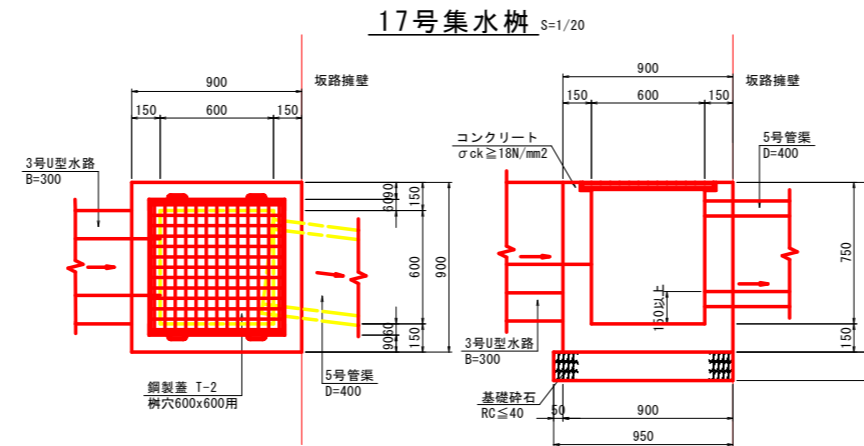 17号集水桝 S=1/20
900
坂路擁壁
150
600
150
3号U型水路
B=300
6090
150
600
900
9060
150
鋼製蓋 T-2
桝穴600x600用
5号管渠
D=400
900
坂路擁壁
150
600
150
コンクリート
σck≧18N/mm2
5号管渠
D=400
750
150以上
150
3号U型水路
B=300
基礎砕石
RC≦40
50
900
950